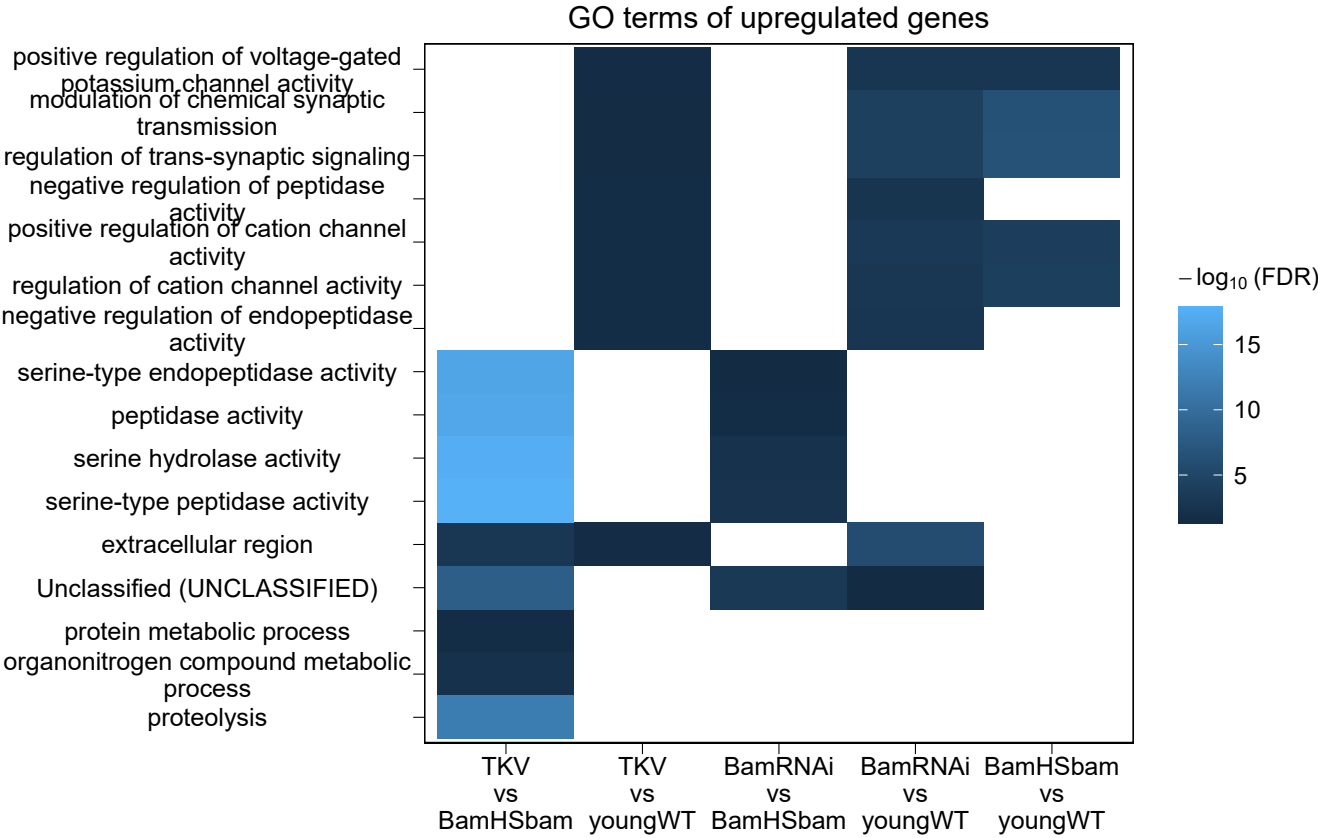 GO terms of upregulated genes
positive regulation of voltage-gated
potassium channel activity
modulation of chemical synaptic
transmission
regulation of trans-synaptic signaling
negative regulation of peptidase
activity
positive regulation of cation channel
activity
regulation of cation channel activity
negative regulation of endopeptidase
activity
serine-type endopeptidase activity
peptidase activity
serine hydrolase activity
serine-type peptidase activity
extracellular region
Unclassified (UNCLASSIFIED)
protein metabolic process
organonitrogen compound metabolic
process
proteolysis
TKV
vs
BamHSbam
TKV
vs
youngWT
BamRNAi
vs
BamHSbam
BamRNAi
vs
youngWT
BamHSbam
vs
youngWT
−log₁₀ (FDR)
15
10
5